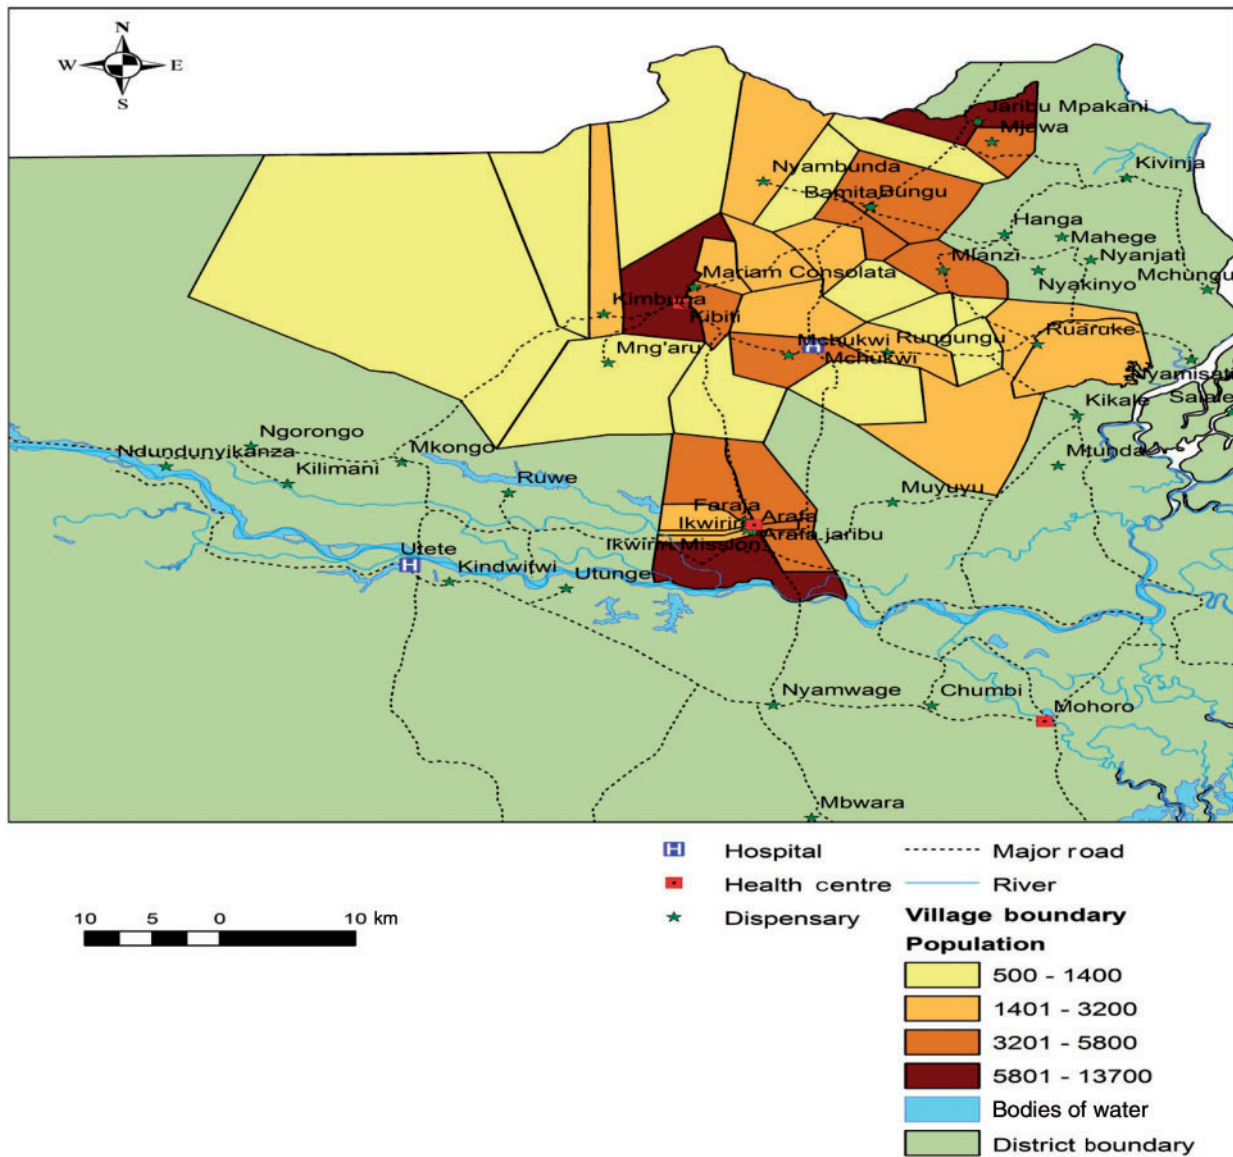 N
W E
S
Jaribu Mpakani
Mjawa
Nyambunda
Kivinja
Bamita
Bungu
Hanga
Mahege
Mlanzi
Nyanjati
Mariam Consolata
Nyakinyo
Mchungu
Kimbuga
Kibiti
Ruaruke
Mchukwi
Rungungu
Mng'aru
Mchukwi
Nyamisati
Kikale
Salale
Ngorongo
Mkongo
Ndundunyikanza
Kilimani
Mtunda
Ruwe
Muyuyu
Faraja
Arafa
Ikwiriri
Arafa jaribu
Ikwiriri Mission
Utete
H
Kindwifwi
Utunge
Nyamwage
Chumbi
Mohoro
Mbwara
H Hospital
Major road
Health centre
River
Dispensary
Village boundary
Population
10 5 0 10 km
500 - 1400
1401 - 3200
3201 - 5800
5801 - 13700
Bodies of water
District boundary